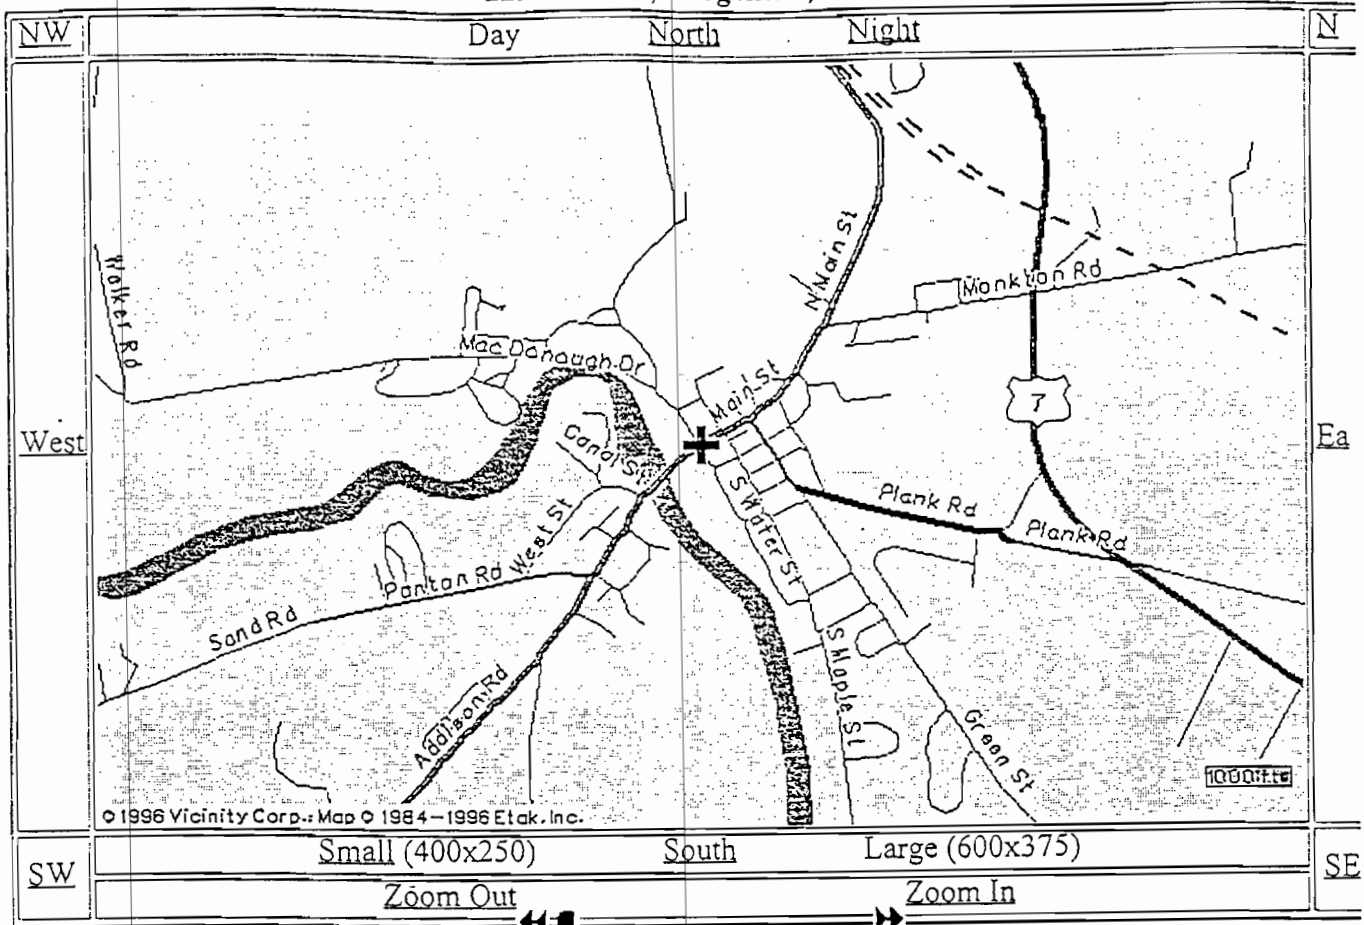 NW Day North Night N
Walker Rd
N Main St
Monkton Rd
Mac Donough Dr
Main St
7
West
Ea
Canal St
S Water St
Plank Rd
Plank Rd
West St
Panton Rd
Sand Rd
S Maple St
Addison Rd
Green St
© 1996 Vicinity Corp.: Map © 1984-1996 Etak, Inc.
SW Small (400x250) South Large (600x375) SE
Zoom Out Zoom In